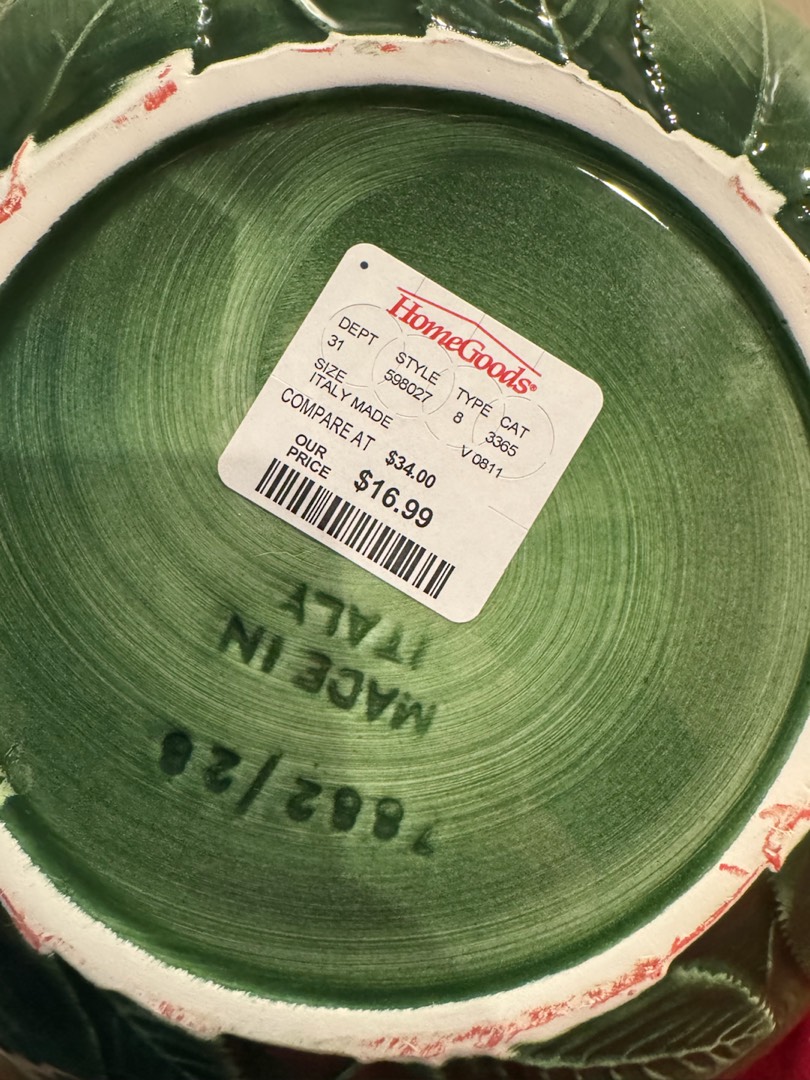 HomeGoods®
DEPT STYLE TYPE CAT
31 598027 8 3365
SIZE V 0811
ITALY MADE
COMPARE AT $34.00
OUR PRICE $16.99
MADE IN
ITALY
7882/28